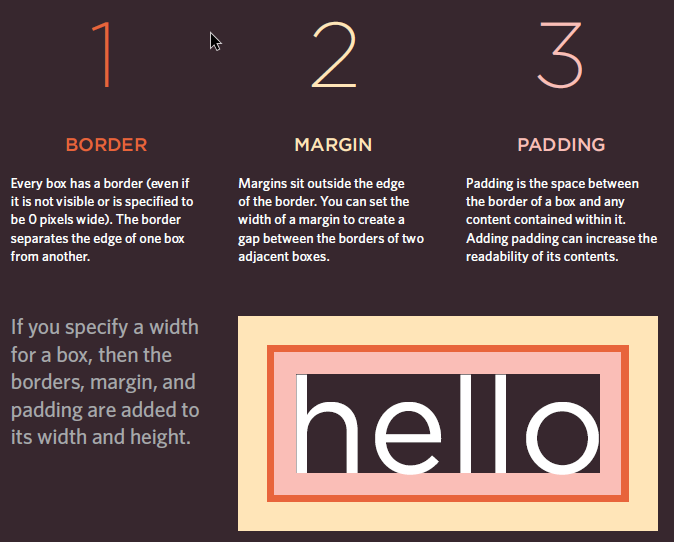 1
BORDER
Every box has a border (even if
it is not visible or is specified to
be 0 pixels wide). The border
separates the edge of one box
from another.
2
MARGIN
Margins sit outside the edge
of the border. You can set the
width of a margin to create a
gap between the borders of two
adjacent boxes.
3
PADDING
Padding is the space between
the border of a box and any
content contained within it.
Adding padding can increase the
readability of its contents.
If you specify a width
for a box, then the
borders, margin, and
padding are added to
its width and height.
hello